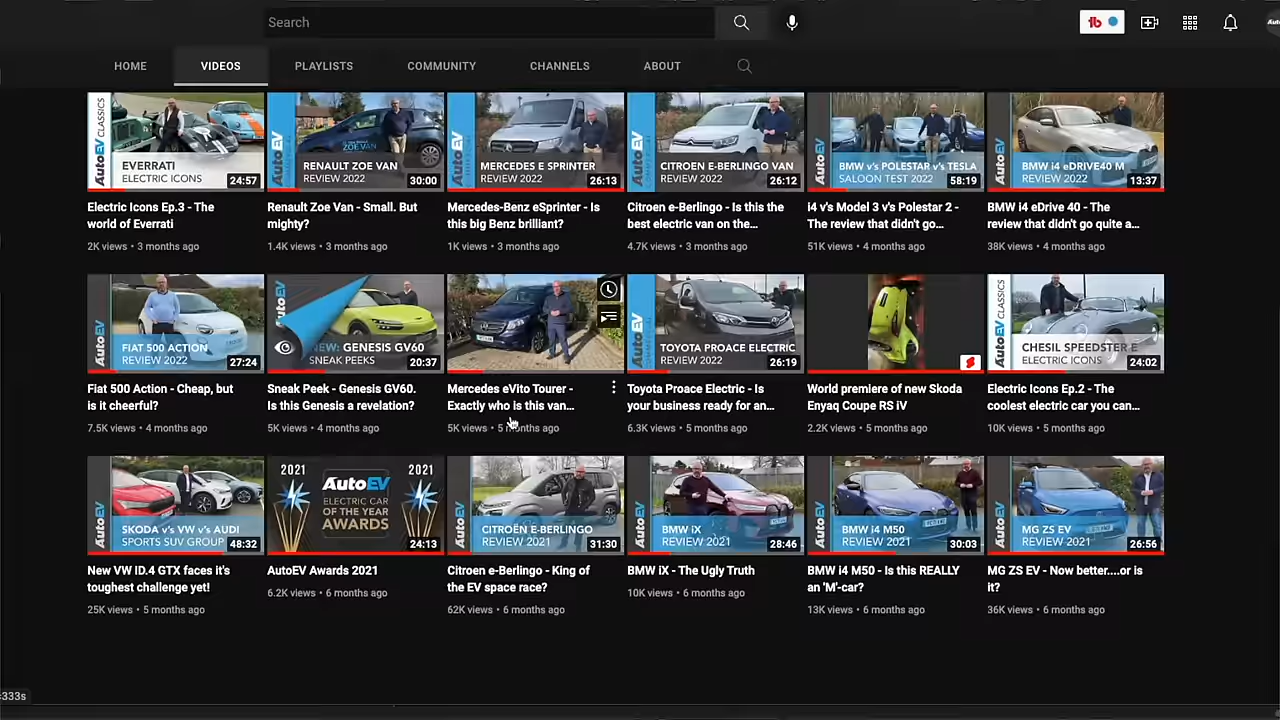 Search
HOME
VIDEOS
PLAYLISTS
COMMUNITY
CHANNELS
ABOUT
AutoEV CLASSICS
EVERRATI
ELECTRIC ICONS
24:57
Electric Icons Ep.3 - The
world of Everrati
2K views • 3 months ago
AutoEV
RENAULT ZOE VAN
REVIEW 2022
30:00
Renault Zoe Van - Small. But
mighty?
1.4K views • 3 months ago
AutoEV
MERCEDES E SPRINTER
REVIEW 2022
26:13
Mercedes-Benz eSprinter - Is
this big Benz brilliant?
1K views • 3 months ago
AutoEV
CITROEN E-BERLINGO VAN
REVIEW 2022
26:12
Citroen e-Berlingo - Is this the
best electric van on the...
4.7K views • 3 months ago
AutoEV
BMW v's POLESTAR v's TESLA
SALOON TEST 2022
58:19
i4 v's Model 3 v's Polestar 2 -
The review that didn't go...
51K views • 4 months ago
AutoEV
BMW i4 eDRIVE40 M
REVIEW 2022
13:37
BMW i4 eDrive 40 - The
review that didn't go quite a...
38K views • 4 months ago
AutoEV
FIAT 500 ACTION
REVIEW 2022
27:24
Fiat 500 Action - Cheap, but
is it cheerful?
7.5K views • 4 months ago
AutoEV
NEW: GENESIS GV60
SNEAK PEEKS
20:37
Sneak Peek - Genesis GV60.
Is this Genesis a revelation?
5K views • 4 months ago
Mercedes eVito Tourer -
Exactly who is this van...
5K views • 5 months ago
AutoEV
TOYOTA PROACE ELECTRIC
REVIEW 2022
26:19
Toyota Proace Electric - Is
your business ready for an...
6.3K views • 5 months ago
World premiere of new Skoda
Enyaq Coupe RS iV
2.2K views • 5 months ago
AutoEV CLASSICS
CHESIL SPEEDSTER E
ELECTRIC ICONS
24:02
Electric Icons Ep.2 - The
coolest electric car you can...
10K views • 5 months ago
AutoEV
SKODA v's VW v's AUDI
SPORTS SUV GROUP
48:32
New VW ID.4 GTX faces it's
toughest challenge yet!
25K views • 5 months ago
2021
2021
AutoEV
ELECTRIC CAR
OF THE YEAR
AWARDS
24:13
AutoEV Awards 2021
6.2K views • 6 months ago
AutoEV
CITROËN E-BERLINGO
REVIEW 2021
31:30
Citroen e-Berlingo - King of
the EV space race?
62K views • 6 months ago
AutoEV
BMW iX
REVIEW 2021
28:46
BMW iX - The Ugly Truth
10K views • 6 months ago
AutoEV
BMW i4 M50
REVIEW 2021
30:03
BMW i4 M50 - Is this REALLY
an 'M'-car?
13K views • 6 months ago
AutoEV
MG ZS EV
REVIEW 2021
26:56
MG ZS EV - Now better....or is
it?
36K views • 6 months ago